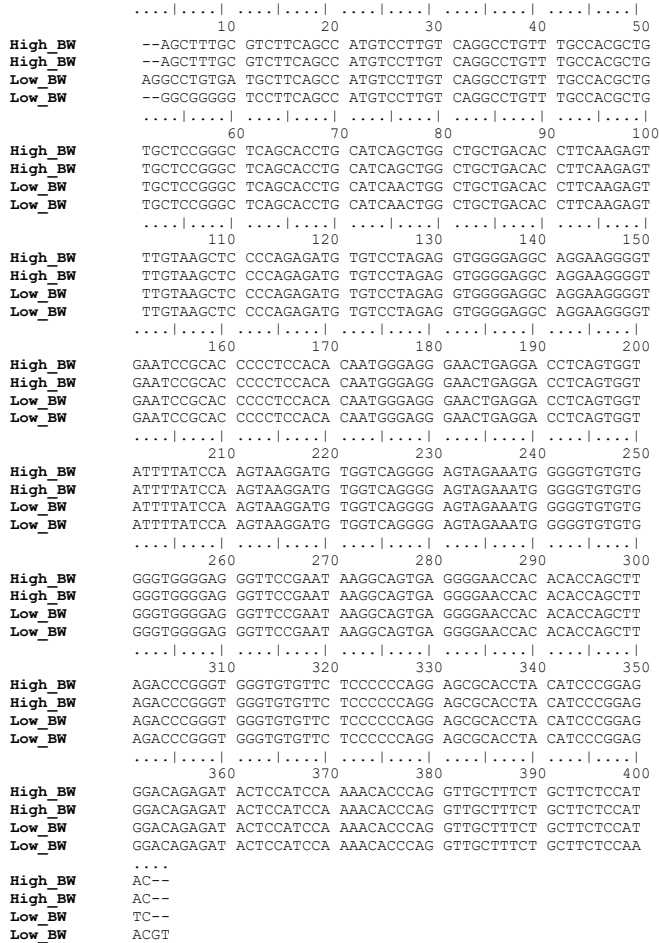 ....|....| ....|....| ....|....| ....|....| ....|....|
10 20 30 40 50
High_BW --AGCTTTGC GTCTTCAGCC ATGTCCTTGT CAGGCCTGTT TGCCACGCTG
High_BW --AGCTTTGC GTCTTCAGCC ATGTCCTTGT CAGGCCTGTT TGCCACGCTG
Low_BW AGGCCTGTGA TGCTTCAGCC ATGTCCTTGT CAGGCCTGTT TGCCACGCTG
Low_BW --GGCGGGGG TCCTTCAGCC ATGTCCTTGT CAGGCCTGTT TGCCACGCTG
....|....| ....|....| ....|....| ....|....| ....|....|
60 70 80 90 100
High_BW TGCTCCGGGC TCAGCACCTG CATCAGCTGG CTGCTGACAC CTTCAAGAGT
High_BW TGCTCCGGGC TCAGCACCTG CATCAGCTGG CTGCTGACAC CTTCAAGAGT
Low_BW TGCTCCGGGC TCAGCACCTG CATCAACTGG CTGCTGACAC CTTCAAGAGT
Low_BW TGCTCCGGGC TCAGCACCTG CATCAACTGG CTGCTGACAC CTTCAAGAGT
....|....| ....|....| ....|....| ....|....| ....|....|
110 120 130 140 150
High_BW TTGTAAGCTC CCCAGAGATG TGTCCTAGAG GTGGGGAGGC AGGAAGGGGT
High_BW TTGTAAGCTC CCCAGAGATG TGTCCTAGAG GTGGGGAGGC AGGAAGGGGT
Low_BW TTGTAAGCTC CCCAGAGATG TGTCCTAGAG GTGGGGAGGC AGGAAGGGGT
Low_BW TTGTAAGCTC CCCAGAGATG TGTCCTAGAG GTGGGGAGGC AGGAAGGGGT
....|....| ....|....| ....|....| ....|....| ....|....|
160 170 180 190 200
High_BW GAATCCGCAC CCCCTCCACA CAATGGGAGG GAACTGAGGA CCTCAGTGGT
High_BW GAATCCGCAC CCCCTCCACA CAATGGGAGG GAACTGAGGA CCTCAGTGGT
Low_BW GAATCCGCAC CCCCTCCACA CAATGGGAGG GAACTGAGGA CCTCAGTGGT
Low_BW GAATCCGCAC CCCCTCCACA CAATGGGAGG GAACTGAGGA CCTCAGTGGT
....|....| ....|....| ....|....| ....|....| ....|....|
210 220 230 240 250
High_BW ATTTTATCCA AGTAAGGATG TGGTCAGGGG AGTAGAAATG GGGGTGTGTG
High_BW ATTTTATCCA AGTAAGGATG TGGTCAGGGG AGTAGAAATG GGGGTGTGTG
Low_BW ATTTTATCCA AGTAAGGATG TGGTCAGGGG AGTAGAAATG GGGGTGTGTG
Low_BW ATTTTATCCA AGTAAGGATG TGGTCAGGGG AGTAGAAATG GGGGTGTGTG
....|....| ....|....| ....|....| ....|....| ....|....|
260 270 280 290 300
High_BW GGGTGGGGAG GGTTCCGAAT AAGGCAGTGA GGGGAACCAC ACACCAGCTT
High_BW GGGTGGGGAG GGTTCCGAAT AAGGCAGTGA GGGGAACCAC ACACCAGCTT
Low_BW GGGTGGGGAG GGTTCCGAAT AAGGCAGTGA GGGGAACCAC ACACCAGCTT
Low_BW GGGTGGGGAG GGTTCCGAAT AAGGCAGTGA GGGGAACCAC ACACCAGCTT
....|....| ....|....| ....|....| ....|....| ....|....|
310 320 330 340 350
High_BW AGACCCGGGT GGGTGTGTTC TCCCCCCAGG AGCGCACCTA CATCCCGGAG
High_BW AGACCCGGGT GGGTGTGTTC TCCCCCCAGG AGCGCACCTA CATCCCGGAG
Low_BW AGACCCGGGT GGGTGTGTTC TCCCCCCAGG AGCGCACCTA CATCCCGGAG
Low_BW AGACCCGGGT GGGTGTGTTC TCCCCCCAGG AGCGCACCTA CATCCCGGAG
....|....| ....|....| ....|....| ....|....| ....|....|
360 370 380 390 400
High_BW GGACAGAGAT ACTCCATCCA AAACACCCAG GTTGCTTTCT GCTTCTCCAT
High_BW GGACAGAGAT ACTCCATCCA AAACACCCAG GTTGCTTTCT GCTTCTCCAT
Low_BW GGACAGAGAT ACTCCATCCA AAACACCCAG GTTGCTTTCT GCTTCTCCAT
Low_BW GGACAGAGAT ACTCCATCCA AAACACCCAG GTTGCTTTCT GCTTCTCCAA
....
High_BW AC--
High_BW AC--
Low_BW TC--
Low_BW ACGT